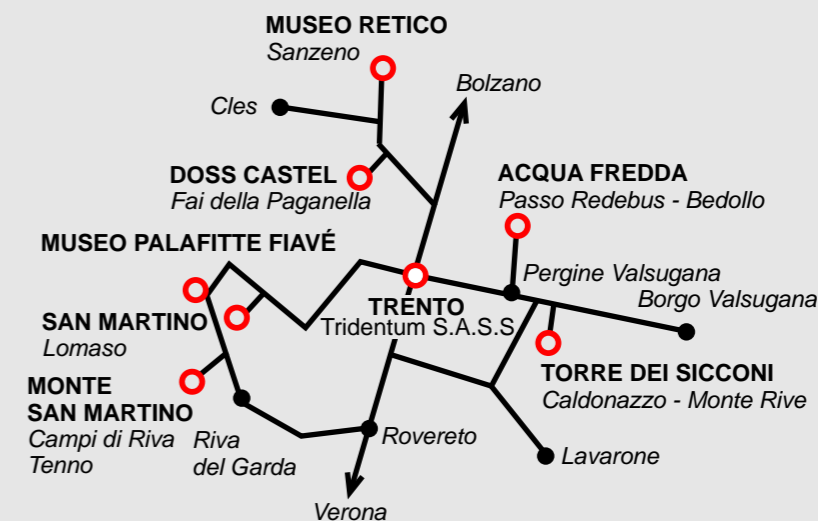 MUSEO RETICO
Sanzeno
Bolzano
Cles
DOSS CASTEL
Fai della Paganella
ACQUA FREDDA
Passo Redebus - Bedollo
MUSEO PALAFITTE FIAVÉ
Pergine Valsugana
Borgo Valsugana
TRENTO
Tridentum S.A.S.S.
SAN MARTINO
Lomaso
TORRE DEI SICCONI
Caldonazzo - Monte Rive
MONTE
SAN MARTINO
Campi di Riva
Tenno
Riva
del Garda
Rovereto
Lavarone
Verona